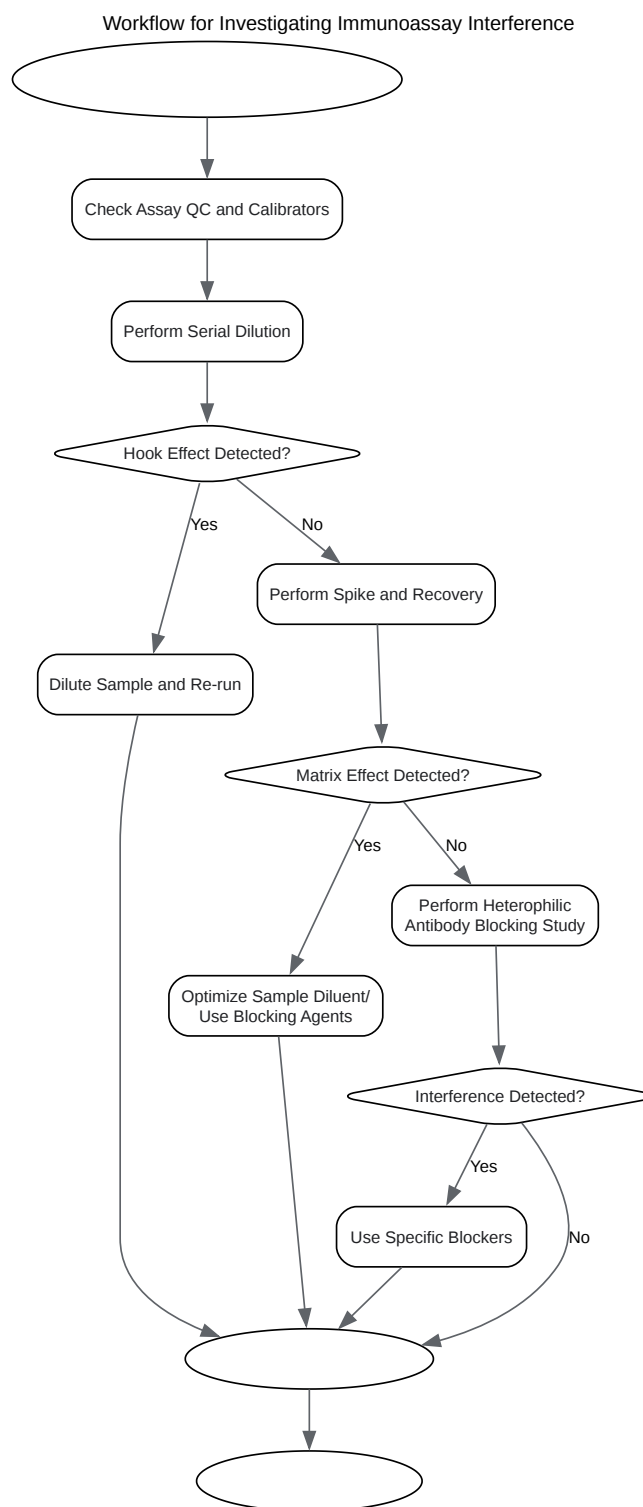 Workflow for Investigating Immunoassay Interference
Check Assay QC and Calibrators
Perform Serial Dilution
Hook Effect Detected?
Yes
No
Perform Spike and Recovery
Dilute Sample and Re-run
Matrix Effect Detected?
Yes
No
Perform Heterophilic
Antibody Blocking Study
Optimize Sample Diluent/
Use Blocking Agents
Interference Detected?
Yes
Use Specific Blockers
No